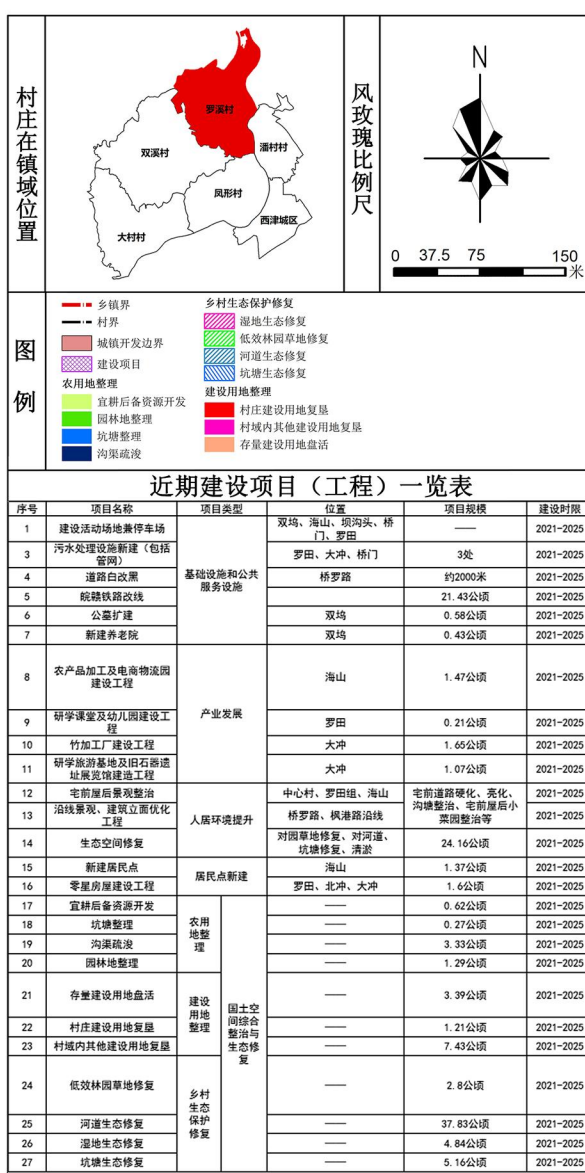 村庄在镇域位置
罗溪村
双溪村
潘村村
凤形村
西津城区
大村村
风玫瑰比例尺
N
0 37.5 75 150
米
图例
乡镇界
村界
城镇开发边界
建设项目
农用地整理
宜耕后备资源开发
园林地整理
坑塘整理
沟渠疏浚
乡村生态保护修复
湿地生态修复
低效林园草地修复
河道生态修复
坑塘生态修复
建设用地整理
村庄建设用地复垦
村域内其他建设用地复垦
存量建设用地盘活
近期建设项目（工程）一览表
序号 项目名称 项目类型 位置 项目规模 建设时限
1 建设活动场地兼停车场 基础设施和公共服务设施 双坞、海山、坝沟头、桥门、罗田 —— 2021-2025
3 污水处理设施新建（包括管网） 罗田、大冲、桥门 3处 2021-2025
4 道路白改黑 桥罗路 约2000米 2021-2025
5 皖赣铁路改线 21.43公顷 2021-2025
6 公墓扩建 双坞 0.58公顷 2021-2025
7 新建养老院 双坞 0.43公顷 2021-2025
8 农产品加工及电商物流园建设工程 产业发展 海山 1.47公顷 2021-2025
9 研学课堂及幼儿园建设工程 罗田 0.21公顷 2021-2025
10 竹加工厂建设工程 大冲 1.65公顷 2021-2025
11 研学旅游基地及旧石器遗址展览馆建造工程 大冲 1.07公顷 2021-2025
12 宅前屋后景观整治 人居环境提升 中心村、罗田组、海山 宅前道路硬化、亮化、沟塘整治、宅前屋后小菜园整治等 2021-2025
13 沿线景观、建筑立面优化工程 桥罗路、枫港路沿线 2021-2025
14 生态空间修复 对园草地修复、对河道、坑塘修复、清淤 24.16公顷 2021-2025
15 新建居民点 居民点新建 海山 1.37公顷 2021-2025
16 零星房屋建设工程 罗田、北冲、大冲 1.6公顷 2021-2025
17 宜耕后备资源开发 农用地整理 国土空间综合整治与生态修复 —— 0.62公顷 2021-2025
18 坑塘整理 —— 0.27公顷 2021-2025
19 沟渠疏浚 —— 3.33公顷 2021-2025
20 园林地整理 —— 1.29公顷 2021-2025
21 存量建设用地盘活 建设用地整理 —— 3.39公顷 2021-2025
22 村庄建设用地复垦 —— 1.21公顷 2021-2025
23 村域内其他建设用地复垦 —— 7.43公顷 2021-2025
24 低效林园草地修复 乡村生态保护修复 —— 2.8公顷 2021-2025
25 河道生态修复 —— 37.83公顷 2021-2025
26 湿地生态修复 —— 4.84公顷 2021-2025
27 坑塘生态修复 —— 5.16公顷 2021-2025